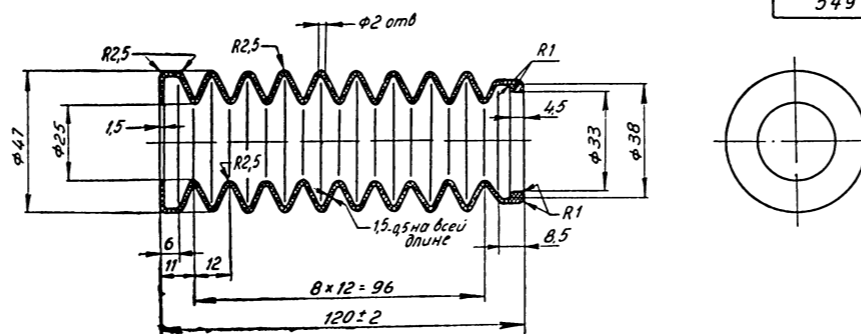 549
R2,5
R2,5
ϕ2 отв
R1
ϕ47
ϕ25
1,5
R2,5
4,5
ϕ33
ϕ38
1,5-0,5 на всей
длине
R1
6
8,5
11
12
8×12=96
120±2